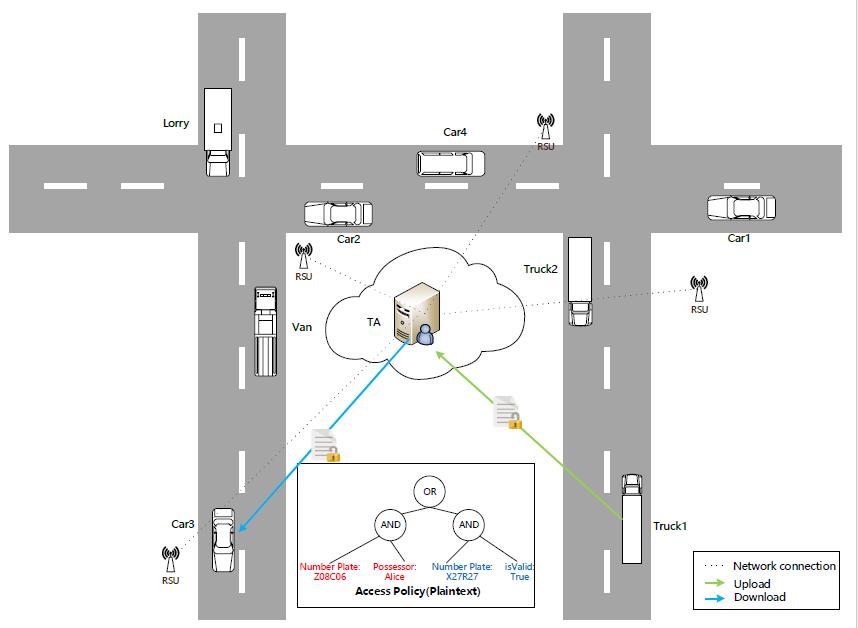 Lorry
Car4
RSU
Car2
Car1
RSU
Truck2
RSU
TA
Van
Car3
RSU
Truck1
OR
AND
AND
Number Plate:
Z08C06
Possessor:
Alice
Number Plate:
X27R27
isValid:
True
Access Policy(Plaintext)
Network connection
Upload
Download